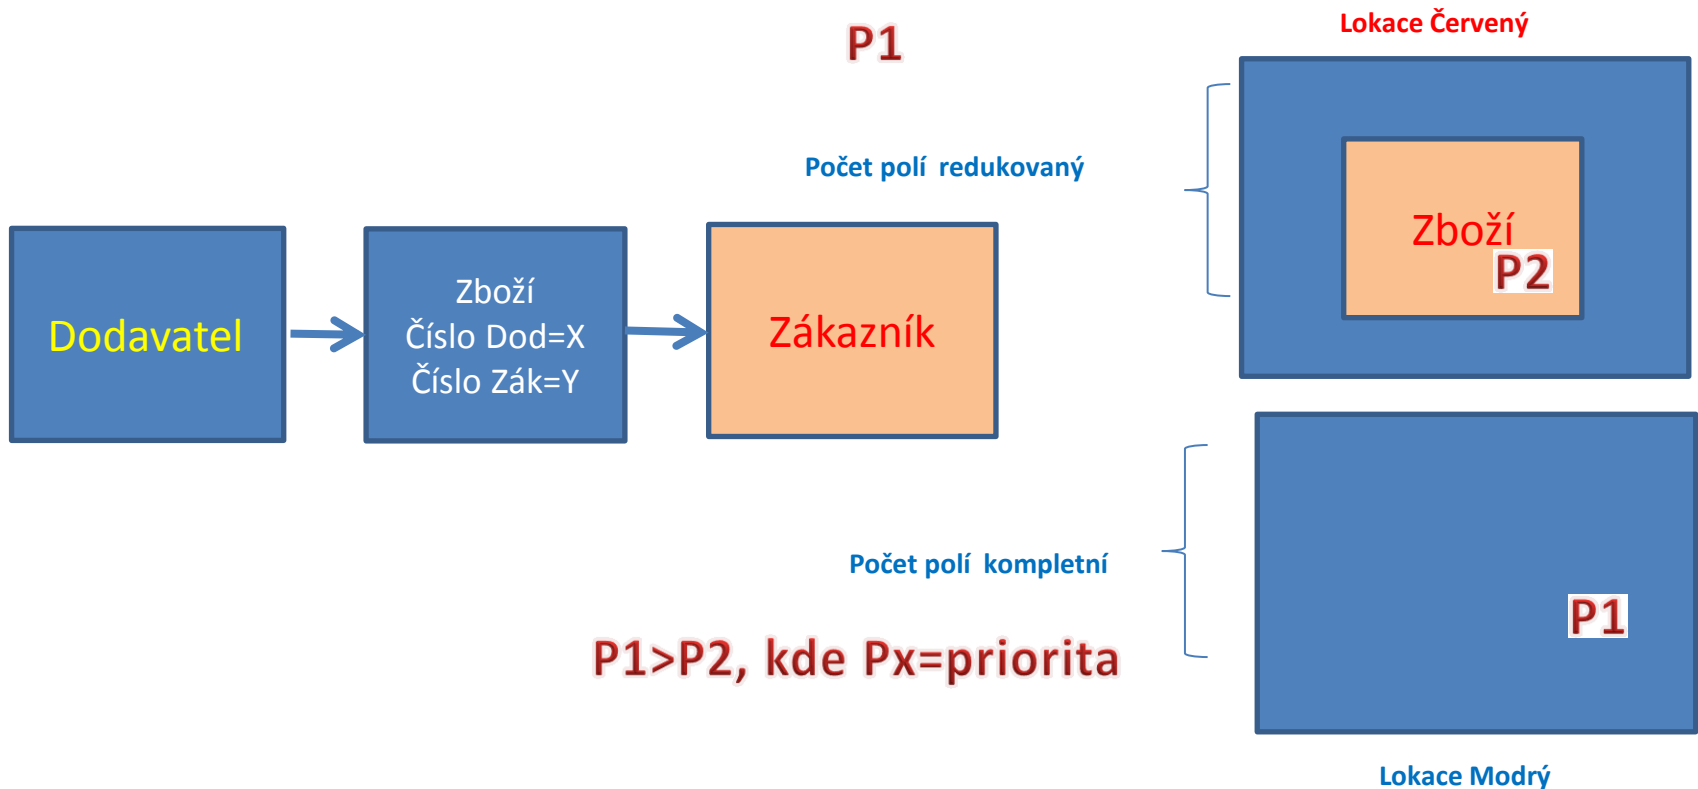 P1
Lokace Červený
Počet polí redukovaný
Zboží
P2
Dodavatel
Zboží
Číslo Dod=X
Číslo Zák=Y
Zákazník
Počet polí kompletní
P1
P1>P2, kde Px=priorita
Lokace Modrý